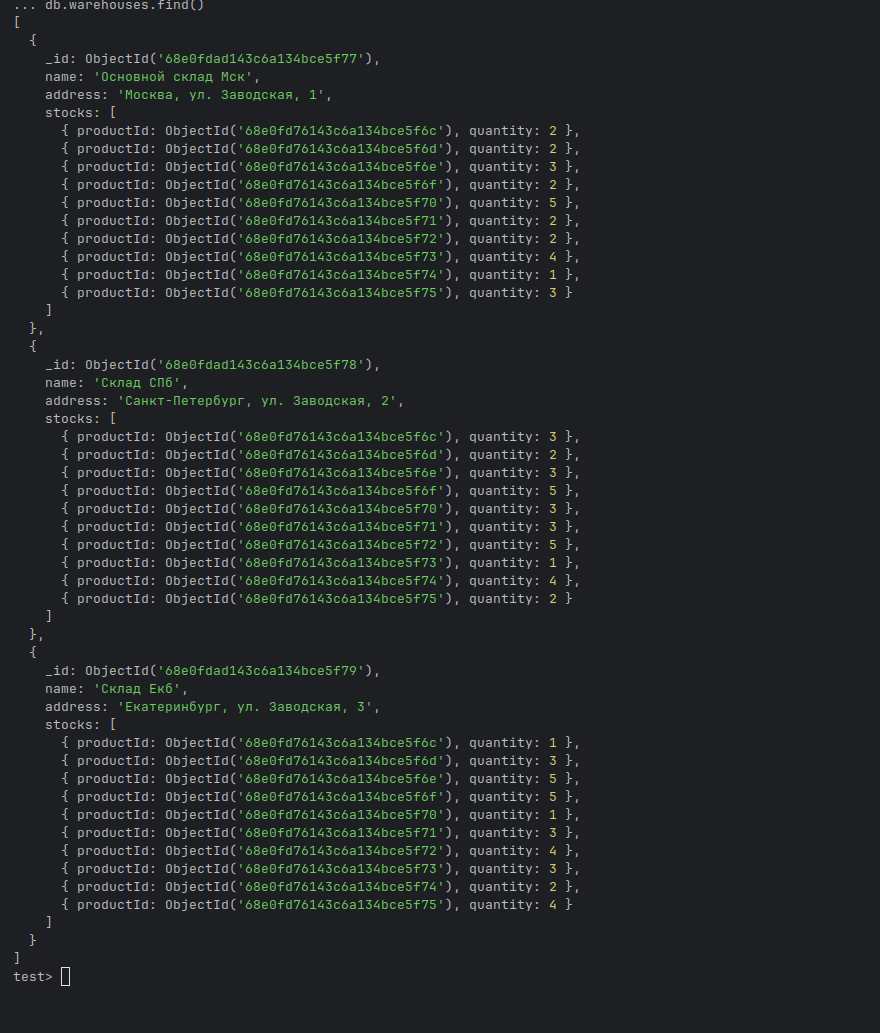 ... db.warehouses.find()
[
  {
    _id: ObjectId('68e0fdad143c6a134bce5f77'),
    name: 'Основной склад Мск',
    address: 'Москва, ул. Заводская, 1',
    stocks: [
      { productId: ObjectId('68e0fd76143c6a134bce5f6c'), quantity: 2 },
      { productId: ObjectId('68e0fd76143c6a134bce5f6d'), quantity: 2 },
      { productId: ObjectId('68e0fd76143c6a134bce5f6e'), quantity: 3 },
      { productId: ObjectId('68e0fd76143c6a134bce5f6f'), quantity: 2 },
      { productId: ObjectId('68e0fd76143c6a134bce5f70'), quantity: 5 },
      { productId: ObjectId('68e0fd76143c6a134bce5f71'), quantity: 2 },
      { productId: ObjectId('68e0fd76143c6a134bce5f72'), quantity: 2 },
      { productId: ObjectId('68e0fd76143c6a134bce5f73'), quantity: 4 },
      { productId: ObjectId('68e0fd76143c6a134bce5f74'), quantity: 1 },
      { productId: ObjectId('68e0fd76143c6a134bce5f75'), quantity: 3 }
    ]
  },
  {
    _id: ObjectId('68e0fdad143c6a134bce5f78'),
    name: 'Склад СПб',
    address: 'Санкт-Петербург, ул. Заводская, 2',
    stocks: [
      { productId: ObjectId('68e0fd76143c6a134bce5f6c'), quantity: 3 },
      { productId: ObjectId('68e0fd76143c6a134bce5f6d'), quantity: 2 },
      { productId: ObjectId('68e0fd76143c6a134bce5f6e'), quantity: 3 },
      { productId: ObjectId('68e0fd76143c6a134bce5f6f'), quantity: 5 },
      { productId: ObjectId('68e0fd76143c6a134bce5f70'), quantity: 3 },
      { productId: ObjectId('68e0fd76143c6a134bce5f71'), quantity: 3 },
      { productId: ObjectId('68e0fd76143c6a134bce5f72'), quantity: 5 },
      { productId: ObjectId('68e0fd76143c6a134bce5f73'), quantity: 1 },
      { productId: ObjectId('68e0fd76143c6a134bce5f74'), quantity: 4 },
      { productId: ObjectId('68e0fd76143c6a134bce5f75'), quantity: 2 }
    ]
  },
  {
    _id: ObjectId('68e0fdad143c6a134bce5f79'),
    name: 'Склад Екб',
    address: 'Екатеринбург, ул. Заводская, 3',
    stocks: [
      { productId: ObjectId('68e0fd76143c6a134bce5f6c'), quantity: 1 },
      { productId: ObjectId('68e0fd76143c6a134bce5f6d'), quantity: 3 },
      { productId: ObjectId('68e0fd76143c6a134bce5f6e'), quantity: 5 },
      { productId: ObjectId('68e0fd76143c6a134bce5f6f'), quantity: 5 },
      { productId: ObjectId('68e0fd76143c6a134bce5f70'), quantity: 1 },
      { productId: ObjectId('68e0fd76143c6a134bce5f71'), quantity: 3 },
      { productId: ObjectId('68e0fd76143c6a134bce5f72'), quantity: 4 },
      { productId: ObjectId('68e0fd76143c6a134bce5f73'), quantity: 3 },
      { productId: ObjectId('68e0fd76143c6a134bce5f74'), quantity: 2 },
      { productId: ObjectId('68e0fd76143c6a134bce5f75'), quantity: 4 }
    ]
  }
]
test>